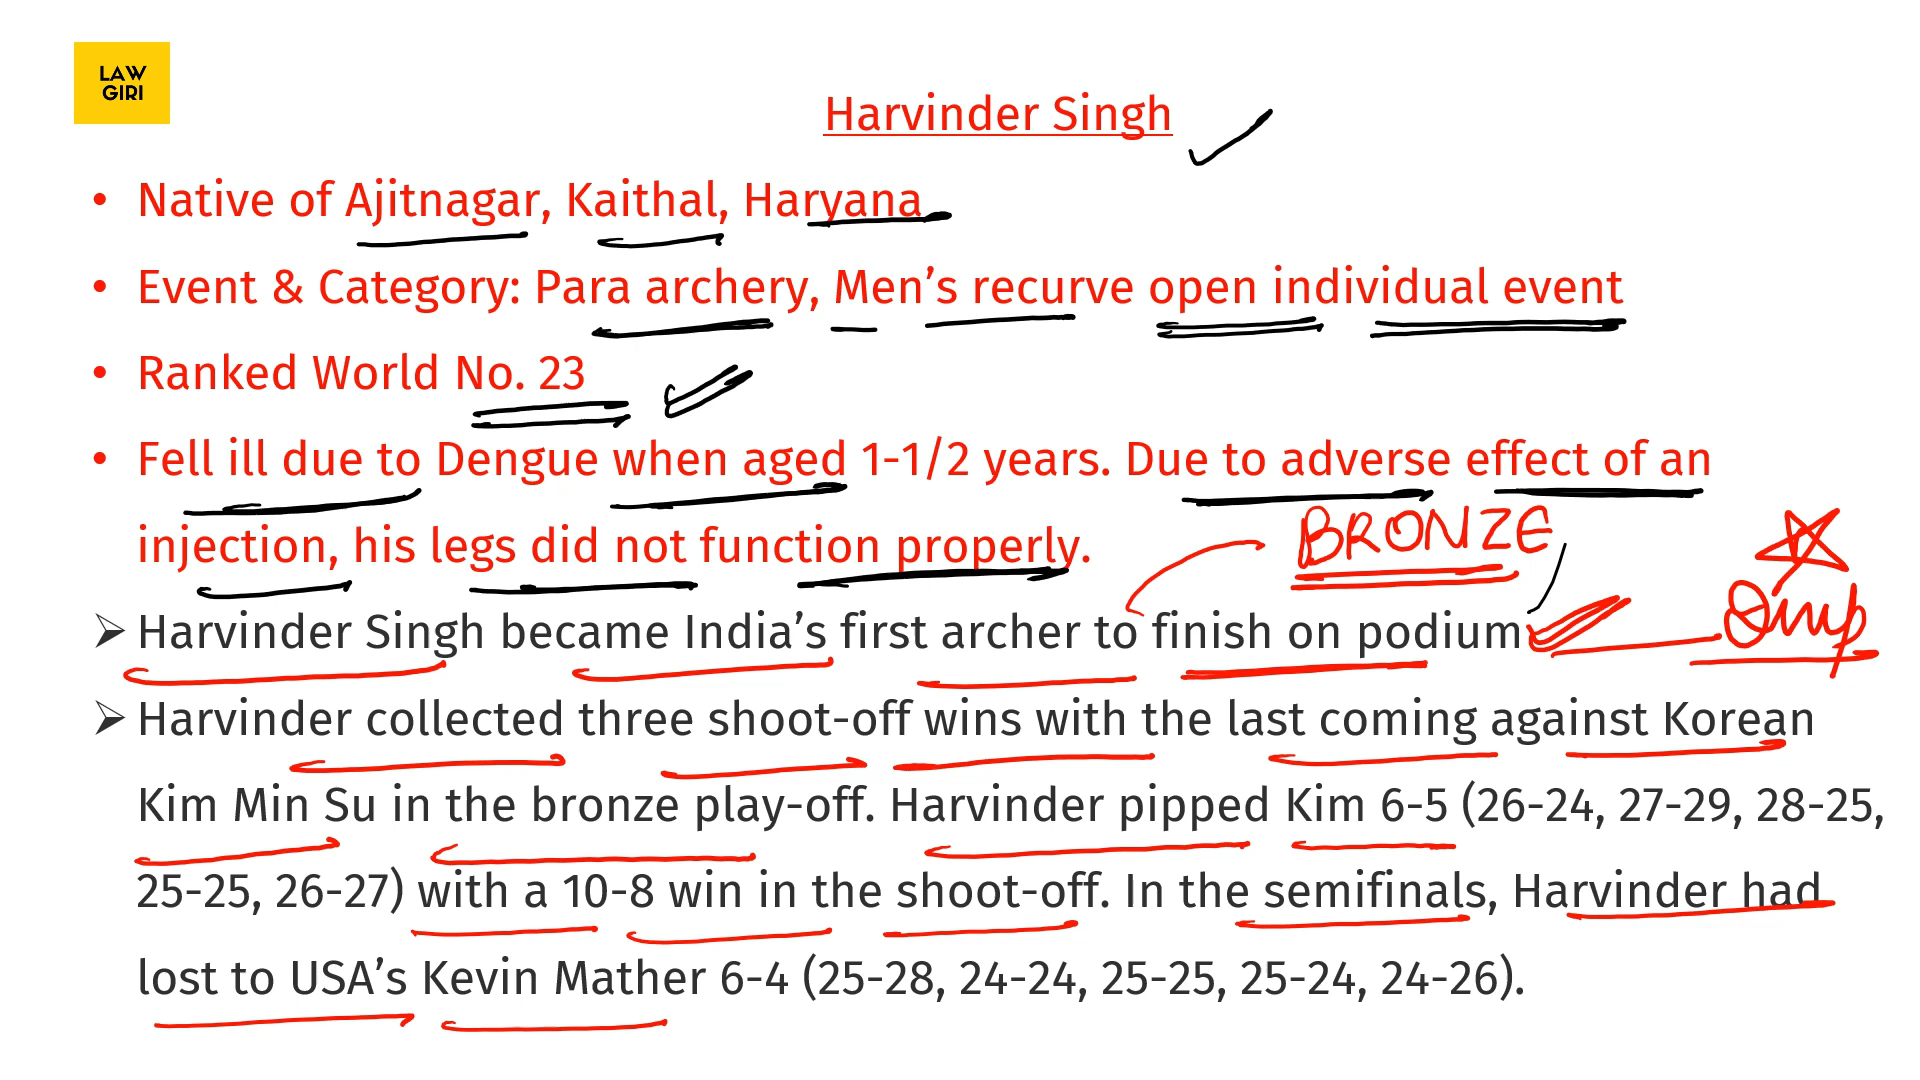 LAW
GIRI
Harvinder Singh
• Native of Ajitnagar, Kaithal, Haryana
• Event & Category: Para archery, Men’s recurve open individual event
• Ranked World No. 23
• Fell ill due to Dengue when aged 1-1/2 years. Due to adverse effect of an
injection, his legs did not function properly.
BRONZE
➢ Harvinder Singh became India’s first archer to finish on podium
Imp
➢ Harvinder collected three shoot-off wins with the last coming against Korean
Kim Min Su in the bronze play-off. Harvinder pipped Kim 6-5 (26-24, 27-29, 28-25,
25-25, 26-27) with a 10-8 win in the shoot-off. In the semifinals, Harvinder had
lost to USA’s Kevin Mather 6-4 (25-28, 24-24, 25-25, 25-24, 24-26).